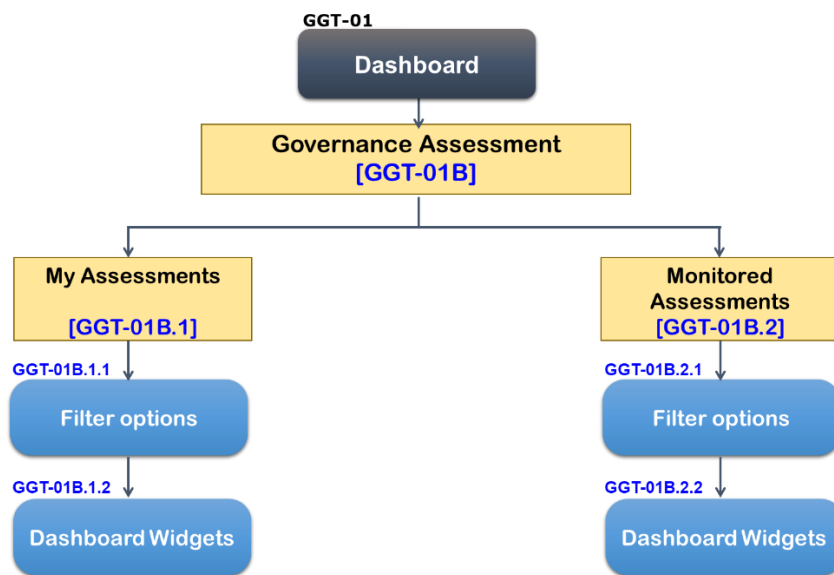 GGT-01
Dashboard
Governance Assessment
[GGT-01B]
My Assessments
[GGT-01B.1]
Monitored
Assessments
[GGT-01B.2]
GGT-01B.1.1
Filter options
GGT-01B.2.1
Filter options
GGT-01B.1.2
Dashboard Widgets
GGT-01B.2.2
Dashboard Widgets